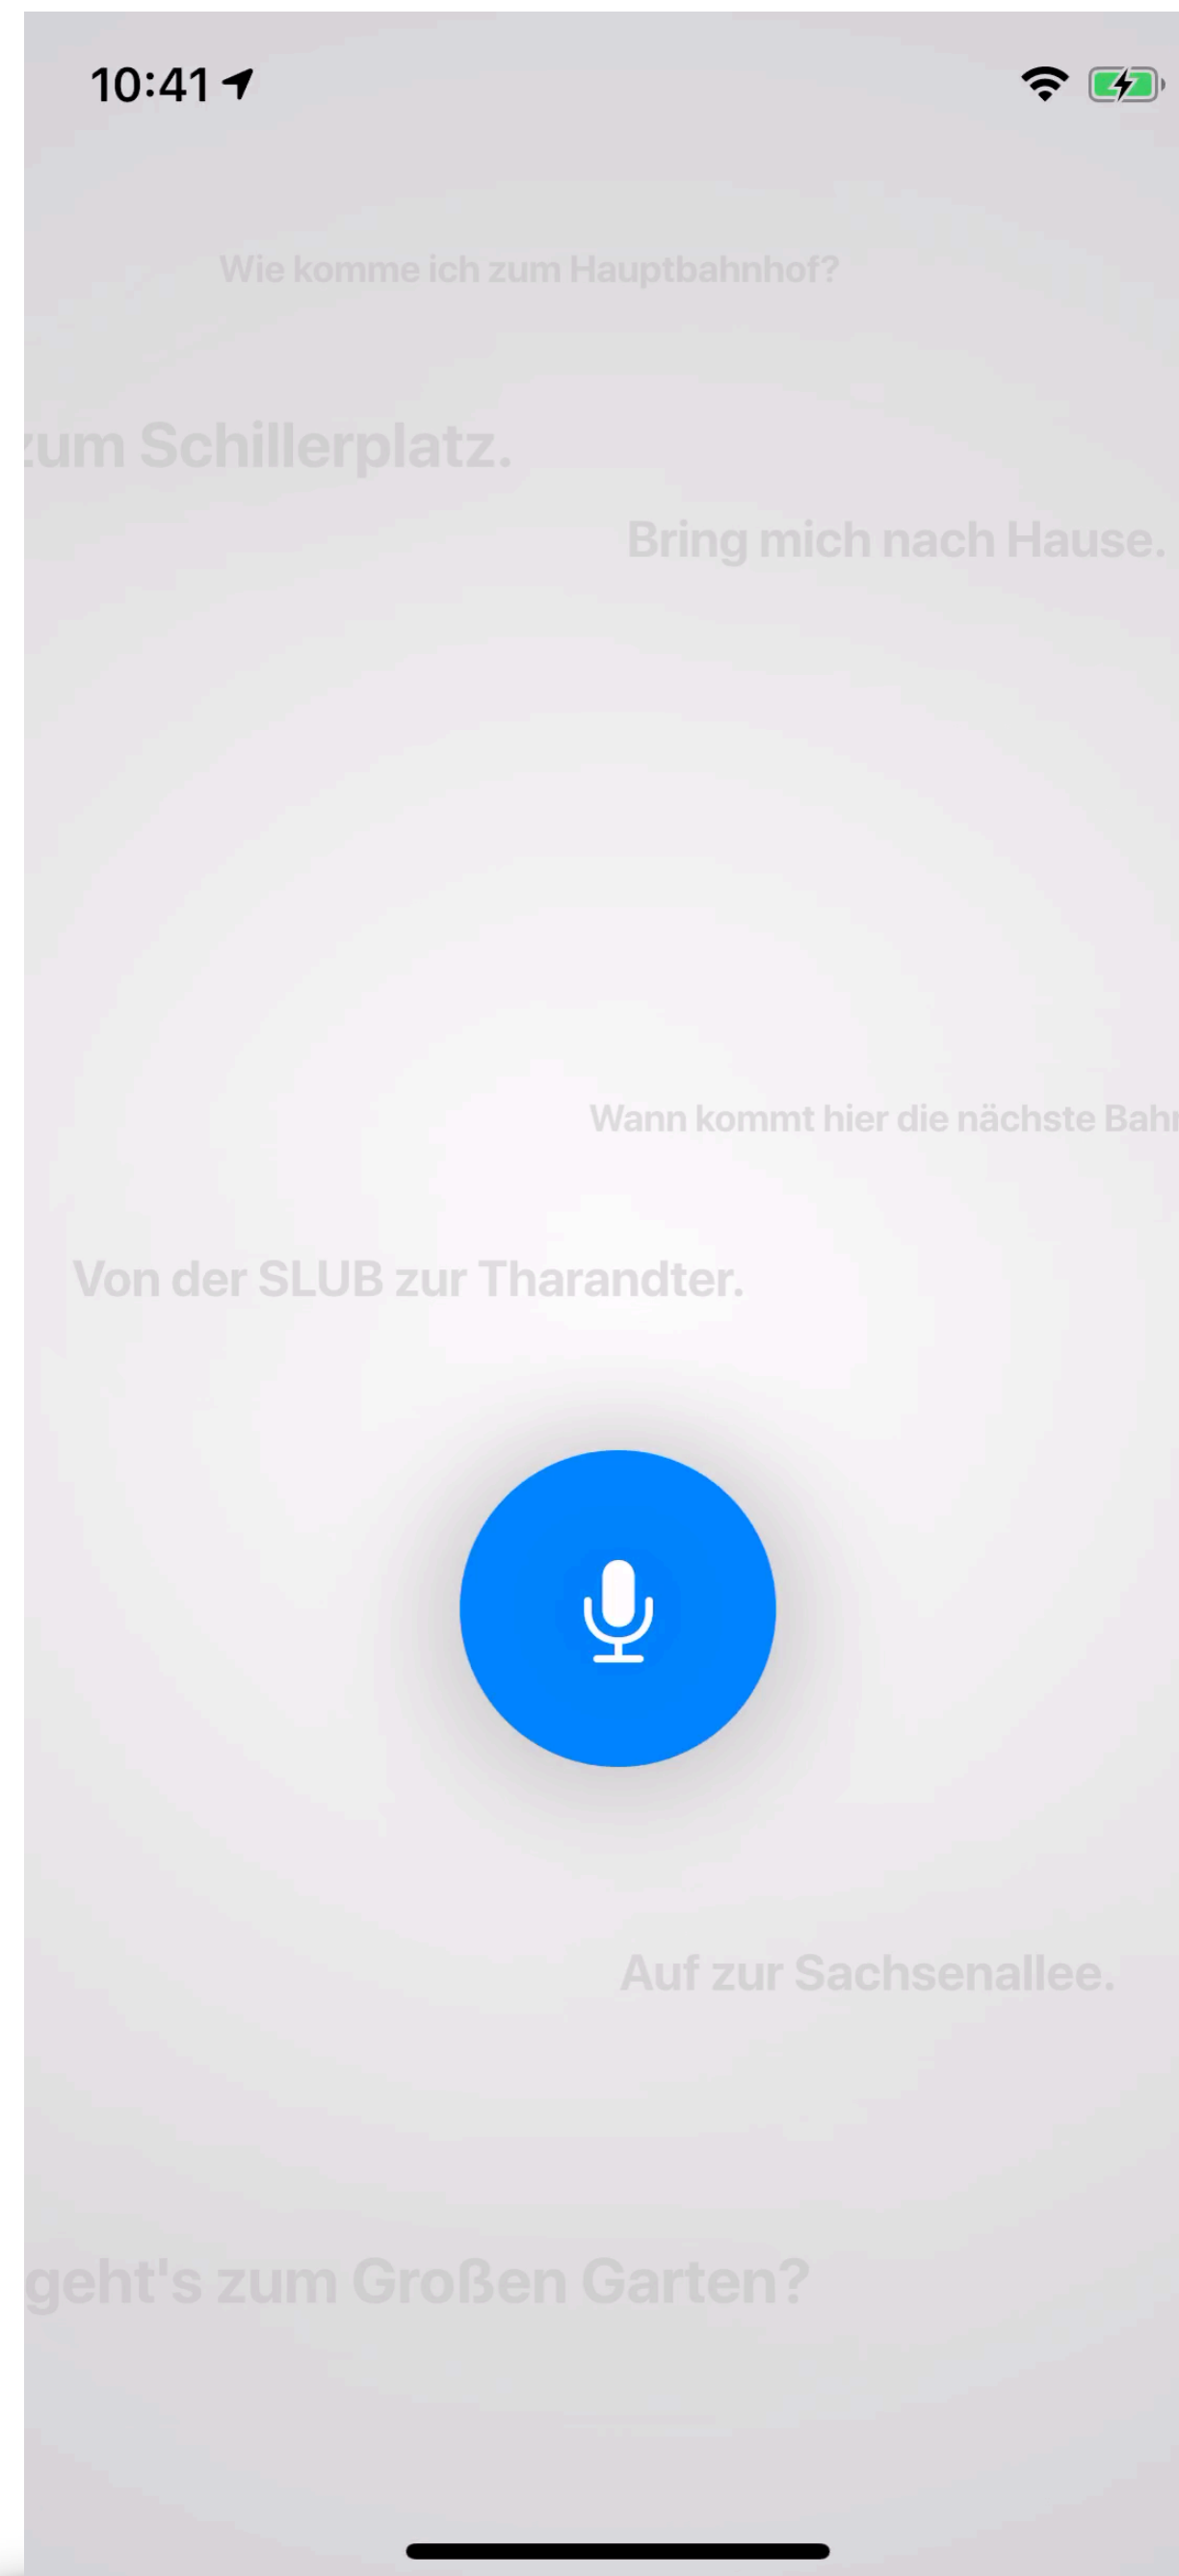 10:41
Wie komme ich zum Hauptbahnhof?
zum Schillerplatz.
Bring mich nach Hause.
Wann kommt hier die nächste
Von der SLUB zur Tharandter.
Auf zur Sachsenallee.
geht's zum Großen Garten?